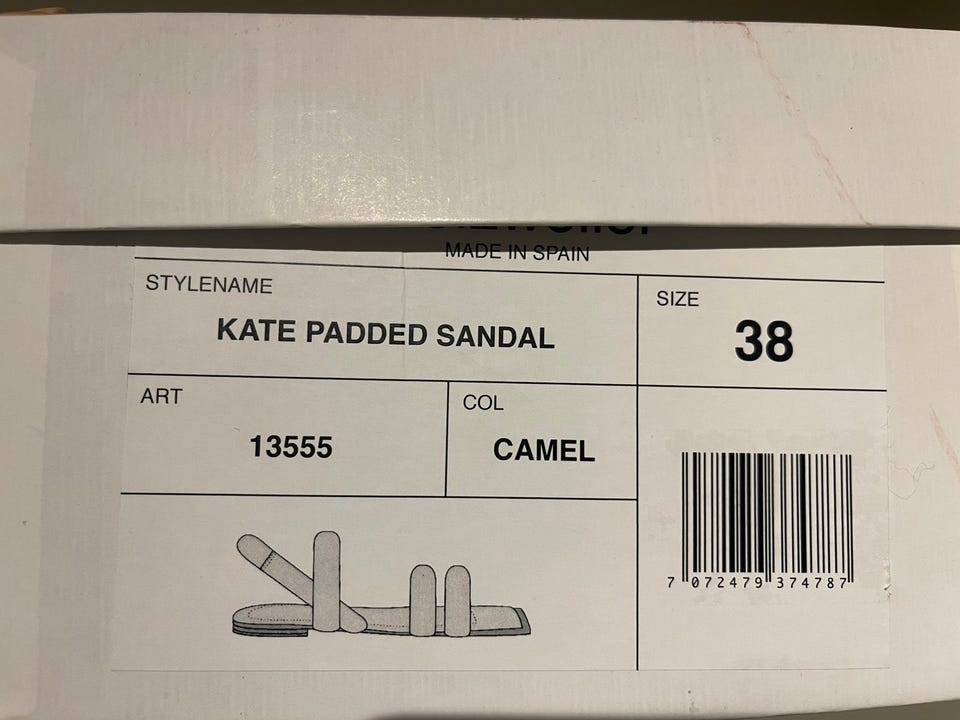 MADE IN SPAIN
STYLENAME
KATE PADDED SANDAL
SIZE
38
ART
13555
COL
CAMEL
7 072479 374787